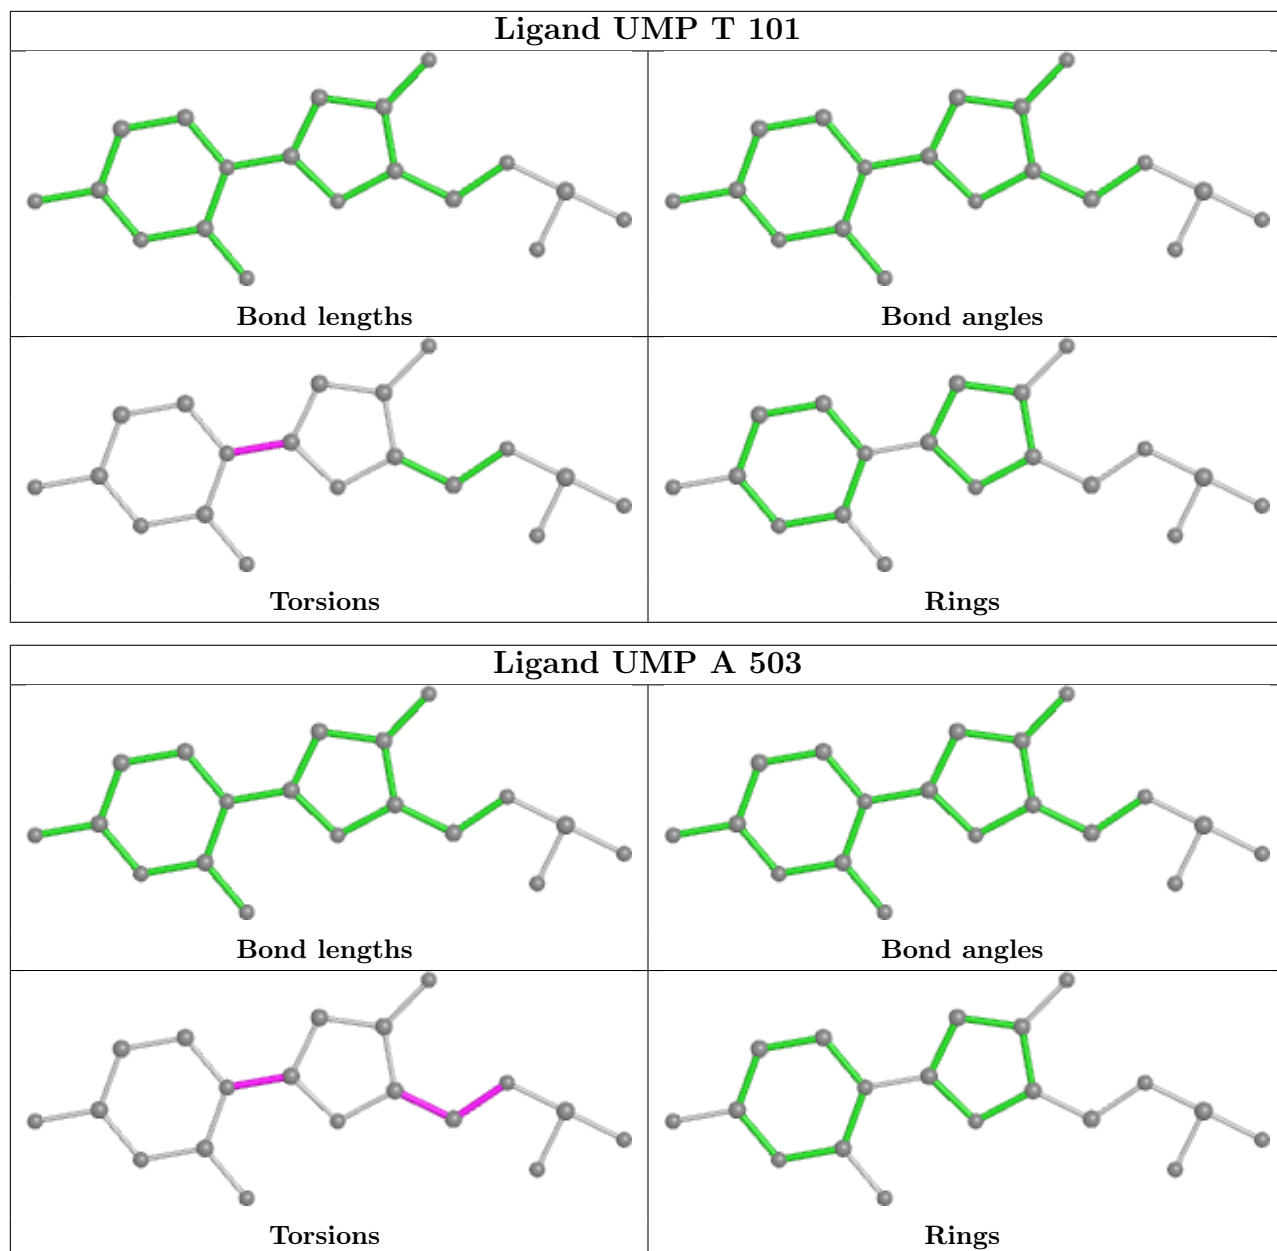 Ligand UMP T 101
Bond lengths
Bond angles
Torsions
Rings
Ligand UMP A 503
Bond lengths
Bond angles
Torsions
Rings